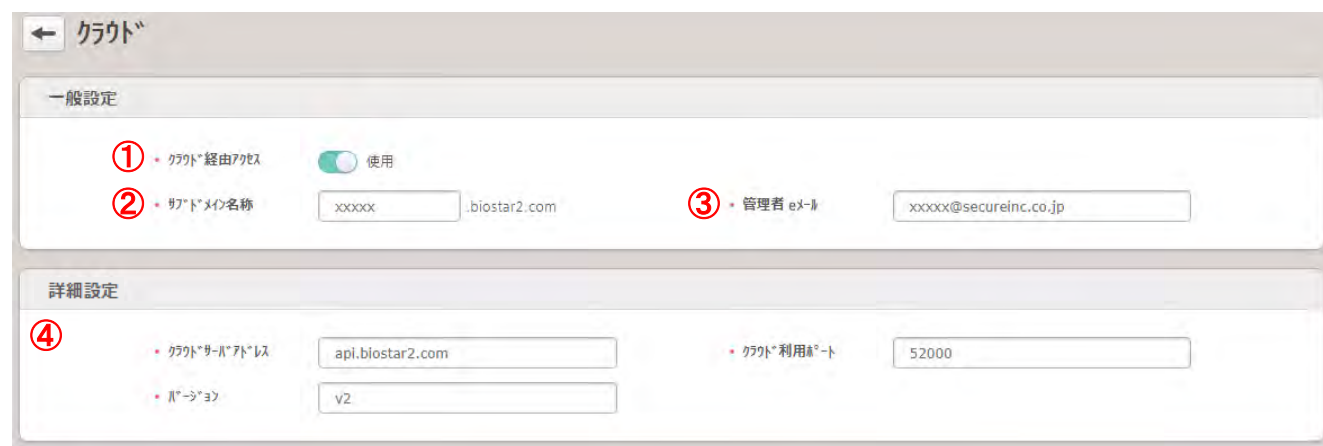 ← ｸﾗｳﾄﾞ
一般設定
① • ｸﾗｳﾄﾞ経由ｱｸｾｽ 使用
② • ｻﾌﾞﾄﾞﾒｲﾝ名称 xxxxx .biostar2.com ③ • 管理者 eﾒｰﾙ xxxxx@secureinc.co.jp
詳細設定
④
• ｸﾗｳﾄﾞｻｰﾊﾞｱﾄﾞﾚｽ api.biostar2.com • ｸﾗｳﾄﾞ利用ﾎﾟｰﾄ 52000
• ﾊﾞｰｼﾞｮﾝ v2